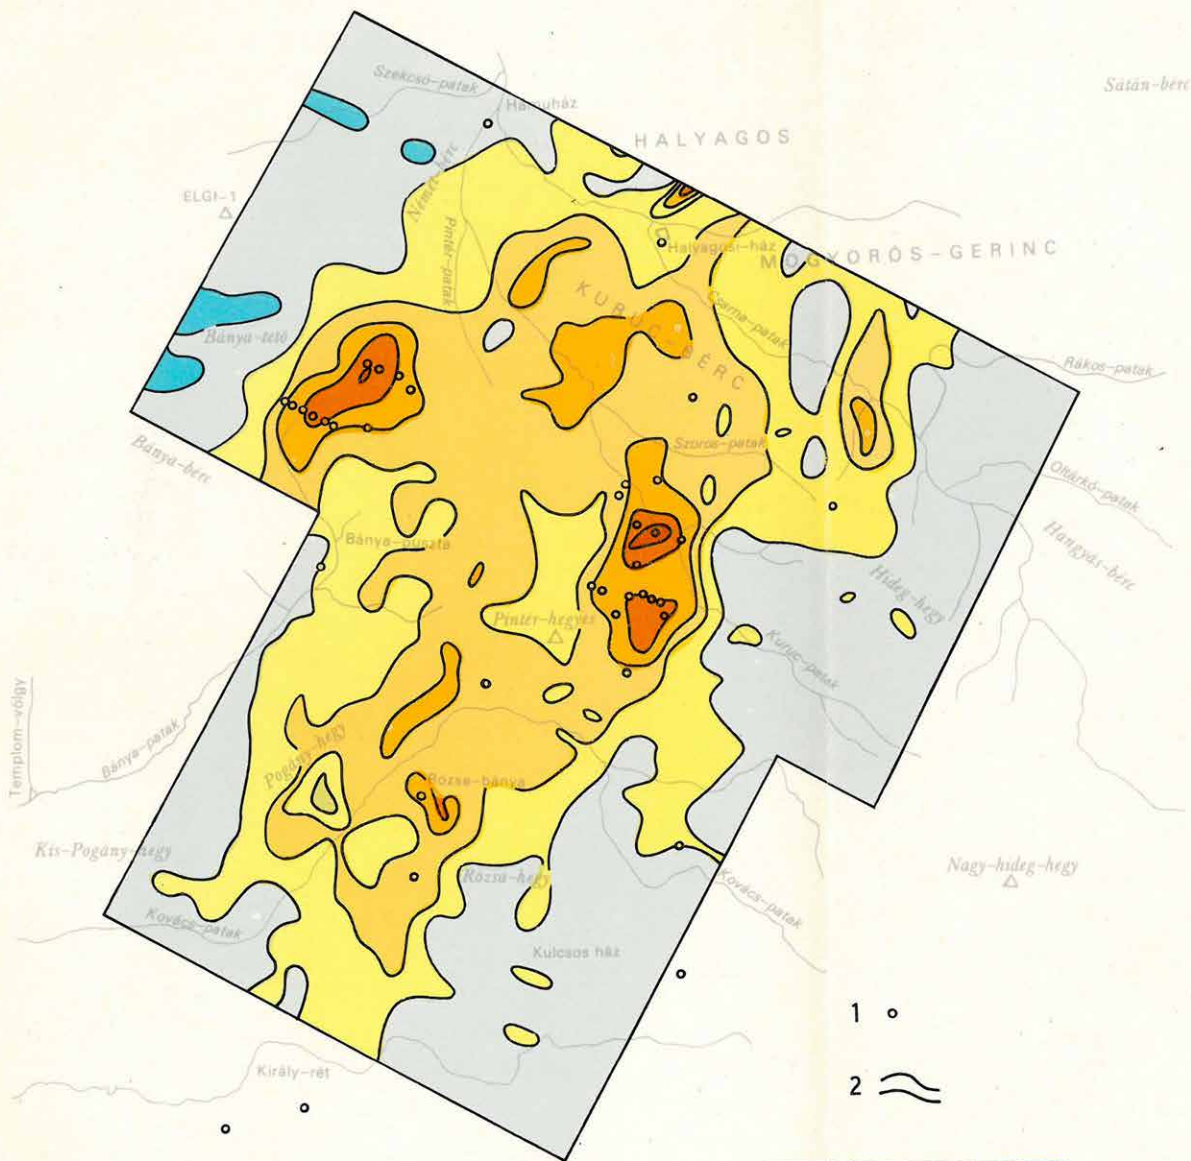 Szekcsó-patak
Sátán-bérc
Hamuház
HALYAGOS
ELGI-1
Német-bérc
Pintér-patak
Halyagosi-ház
MOGYORÓS-GERINC
KURUC-BÉRC
Csarna-patak
Bánya-tető
Rákos-patak
Bánya-bérc
Szoros-patak
Oltárkő-patak
Bánya-puszta
Hangyás-bérc
Hideg-hegy
Pintér-hegyes
Kuruc-patak
Templom-völgy
Bánya-patak
Pogány-hegy
Rózsa-bánya
Kis-Pogány-hegy
Rózsa-hegy
Nagy-hideg-hegy
Kovács-patak
Kovács-patak
Kulcsos ház
1
Király-rét
2